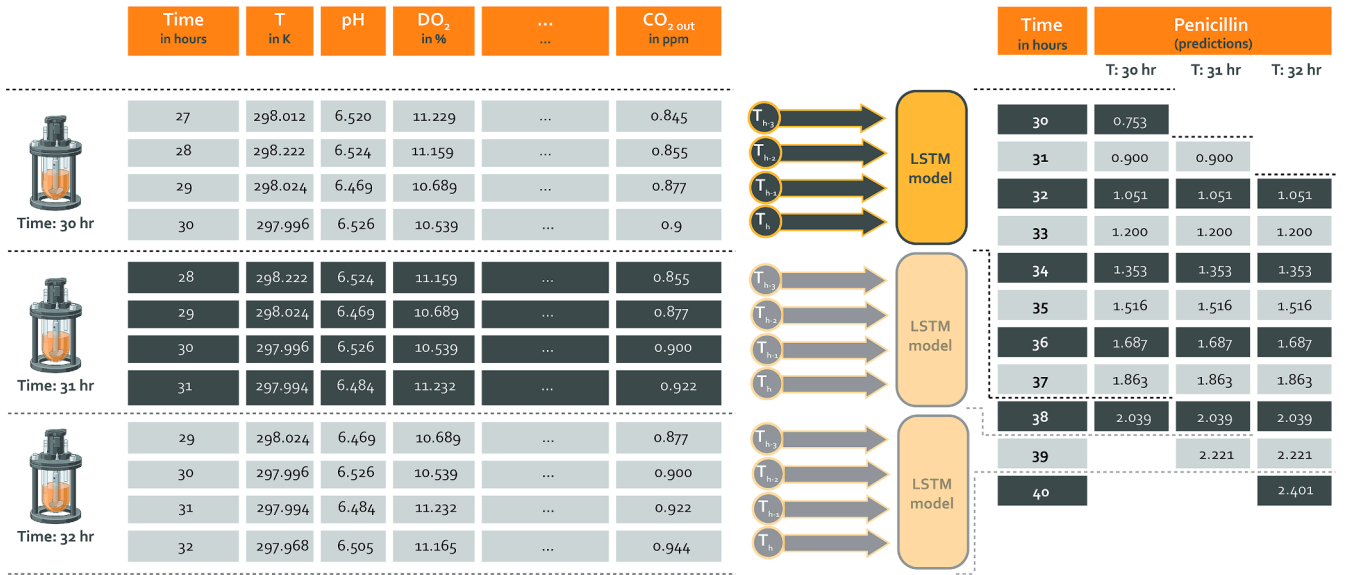 Time T pH DO2 ... CO2 out Time Penicillin
in hours in K in % ... in ppm in hours (predictions)
T: 30 hr T: 31 hr T: 32 hr
27 298.012 6.520 11.229 ... 0.845
28 298.222 6.524 11.159 ... 0.855
29 298.024 6.469 10.689 ... 0.877
30 297.996 6.526 10.539 ... 0.9
Time: 30 hr
28 298.222 6.524 11.159 ... 0.855
29 298.024 6.469 10.689 ... 0.877
30 297.996 6.526 10.539 ... 0.900
31 297.994 6.484 11.232 ... 0.922
Time: 31 hr
29 298.024 6.469 10.689 ... 0.877
30 297.996 6.526 10.539 ... 0.900
31 297.994 6.484 11.232 ... 0.922
32 297.968 6.505 11.165 ... 0.944
Time: 32 hr
Th-3
Th-2
Th-1
Th
LSTM
model
Th-3
Th-2
Th-1
Th
LSTM
model
Th-3
Th-2
Th-1
Th
LSTM
model
30 0.753
31 0.900 0.900
32 1.051 1.051 1.051
33 1.200 1.200 1.200
34 1.353 1.353 1.353
35 1.516 1.516 1.516
36 1.687 1.687 1.687
37 1.863 1.863 1.863
38 2.039 2.039 2.039
39 2.221 2.221
40 2.401